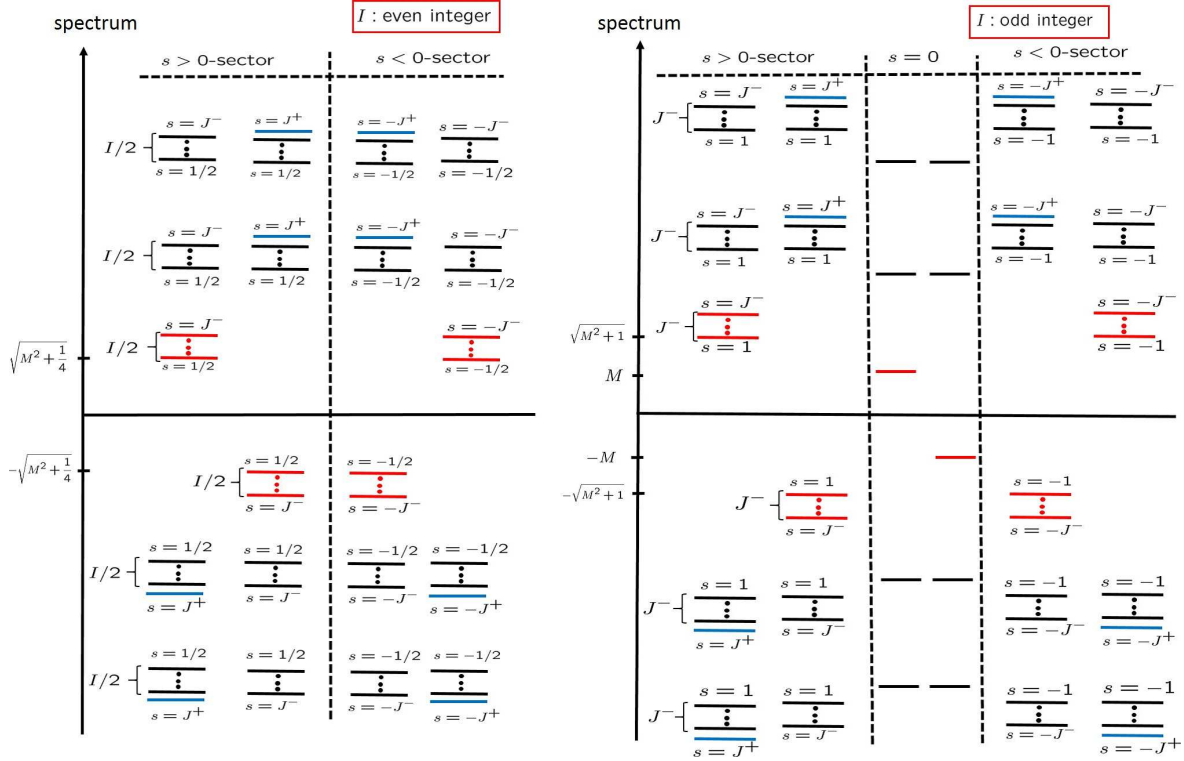 spectrum
I : even integer
s > 0-sector
s < 0-sector
s = J⁻ s = J⁺ s = −J⁺ s = −J⁻
I/2
s = 1/2 s = 1/2 s = −1/2 s = −1/2
s = J⁻ s = J⁺ s = −J⁺ s = −J⁻
I/2
s = 1/2 s = 1/2 s = −1/2 s = −1/2
s = J⁻ s = −J⁻
I/2
√(M² + 1/4)
s = 1/2 s = −1/2
−√(M² + 1/4)
s = 1/2 s = −1/2
I/2
s = J⁻ s = −J⁻
s = 1/2 s = 1/2 s = −1/2 s = −1/2
I/2
s = J⁺ s = J⁻ s = −J⁻ s = −J⁺
s = 1/2 s = 1/2 s = −1/2 s = −1/2
I/2
s = J⁺ s = J⁻ s = −J⁻ s = −J⁺
spectrum
I : odd integer
s > 0-sector
s = 0
s < 0-sector
s = J⁻ s = J⁺ s = −J⁺ s = −J⁻
J⁻
s = 1 s = 1 s = −1 s = −1
s = J⁻ s = J⁺ s = −J⁺ s = −J⁻
J⁻
s = 1 s = 1 s = −1 s = −1
s = J⁻ s = −J⁻
√(M² + 1)
J⁻
s = 1 s = −1
M
−M
−√(M² + 1)
s = 1 s = −1
J⁻
s = J⁻ s = −J⁻
s = 1 s = 1 s = −1 s = −1
J⁻
s = J⁺ s = J⁻ s = −J⁻ s = −J⁺
s = 1 s = 1 s = −1 s = −1
J⁻
s = J⁺ s = J⁻ s = −J⁻ s = −J⁺